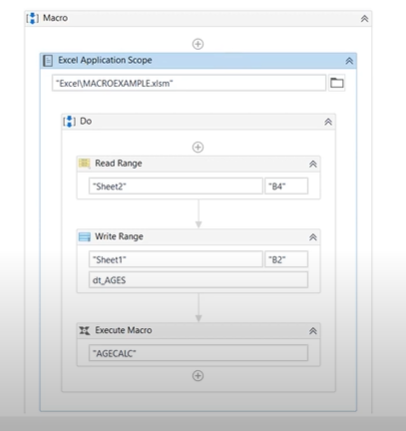 Macro
Excel Application Scope
"Excel\MACROEXAMPLE.xlsm"
Do
Read Range
"Sheet2" "B4"
Write Range
"Sheet1" "B2"
dt_AGES
Execute Macro
"AGECALC"